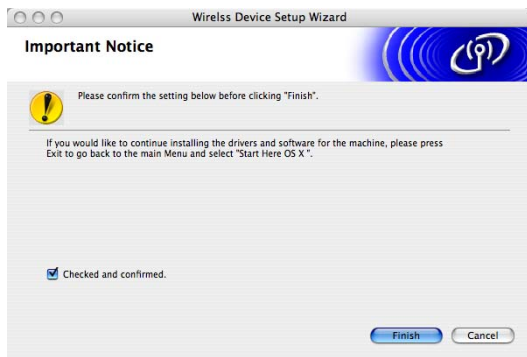 Wirelss Device Setup Wizard
Important Notice
Please confirm the setting below before clicking "Finish".
If you would like to continue installing the drivers and software for the machine, please press
Exit to go back to the main Menu and select "Start Here OS X ".
Checked and confirmed.
Finish Cancel